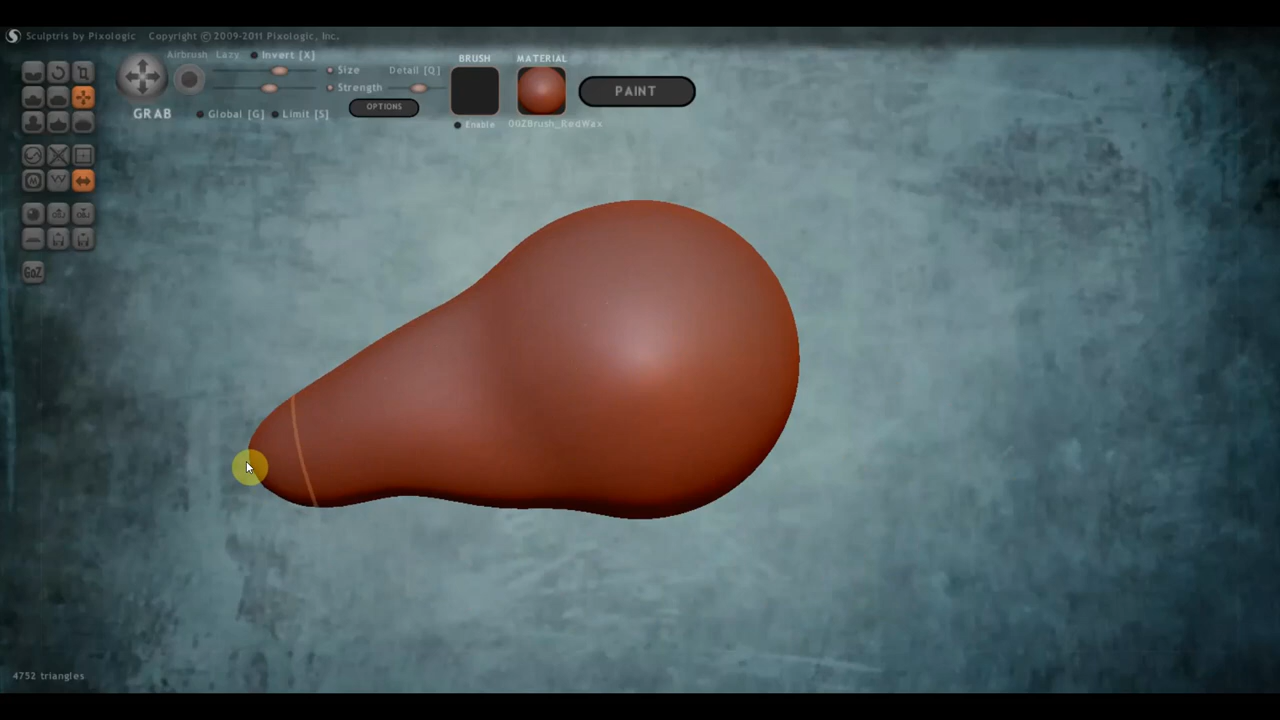 Sculptris by Pixologic Copyright © 2009-2011 Pixologic, Inc.
Airbrush Lazy Invert [X]
Size Detail [Q]
Strength
OPTIONS
GRAB Global [G] Limit [S]
BRUSH MATERIAL
Enable 00ZBrush_RedWax
PAINT
GoZ
4752 triangles